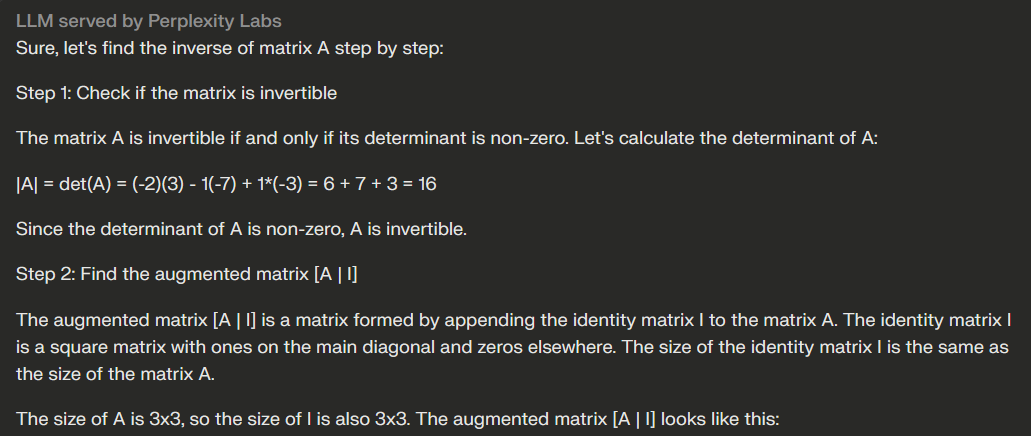 LLM served by Perplexity Labs
Sure, let's find the inverse of matrix A step by step:
Step 1: Check if the matrix is invertible
The matrix A is invertible if and only if its determinant is non-zero. Let's calculate the determinant of A:
|A| = det(A) = (-2)(3) - 1(-7) + 1*(-3) = 6 + 7 + 3 = 16
Since the determinant of A is non-zero, A is invertible.
Step 2: Find the augmented matrix [A | I]
The augmented matrix [A | I] is a matrix formed by appending the identity matrix I to the matrix A. The identity matrix I
is a square matrix with ones on the main diagonal and zeros elsewhere. The size of the identity matrix I is the same as
the size of the matrix A.
The size of A is 3x3, so the size of I is also 3x3. The augmented matrix [A | I] looks like this: